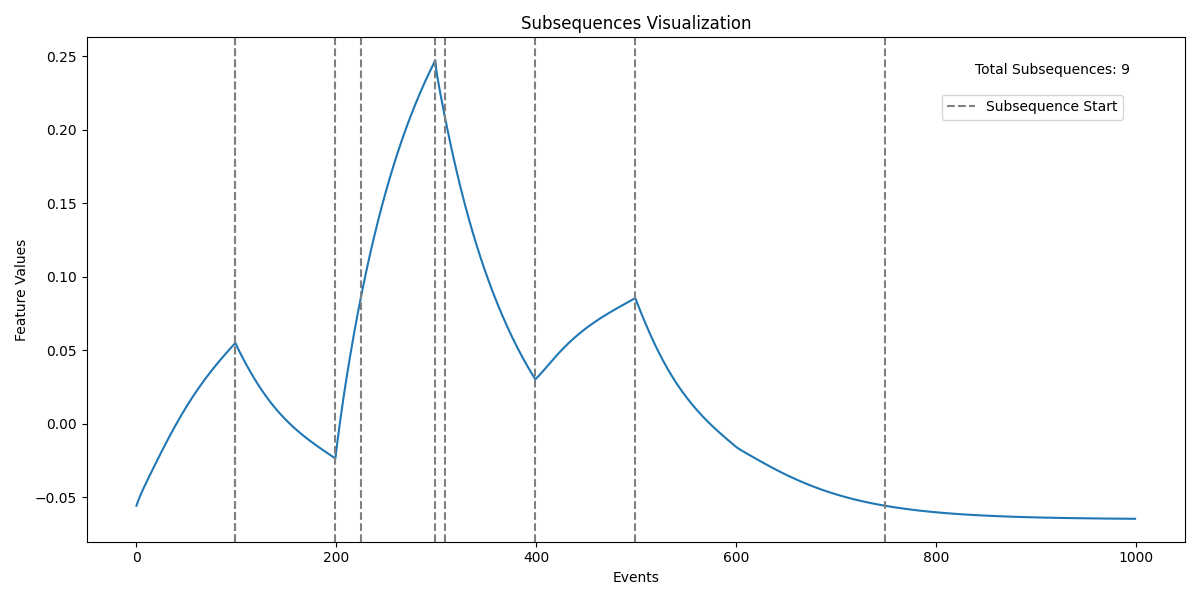 Subsequences Visualization
Total Subsequences: 9
Subsequence Start
Feature Values
0.25
0.20
0.15
0.10
0.05
0.00
−0.05
0 200 400 600 800 1000
Events